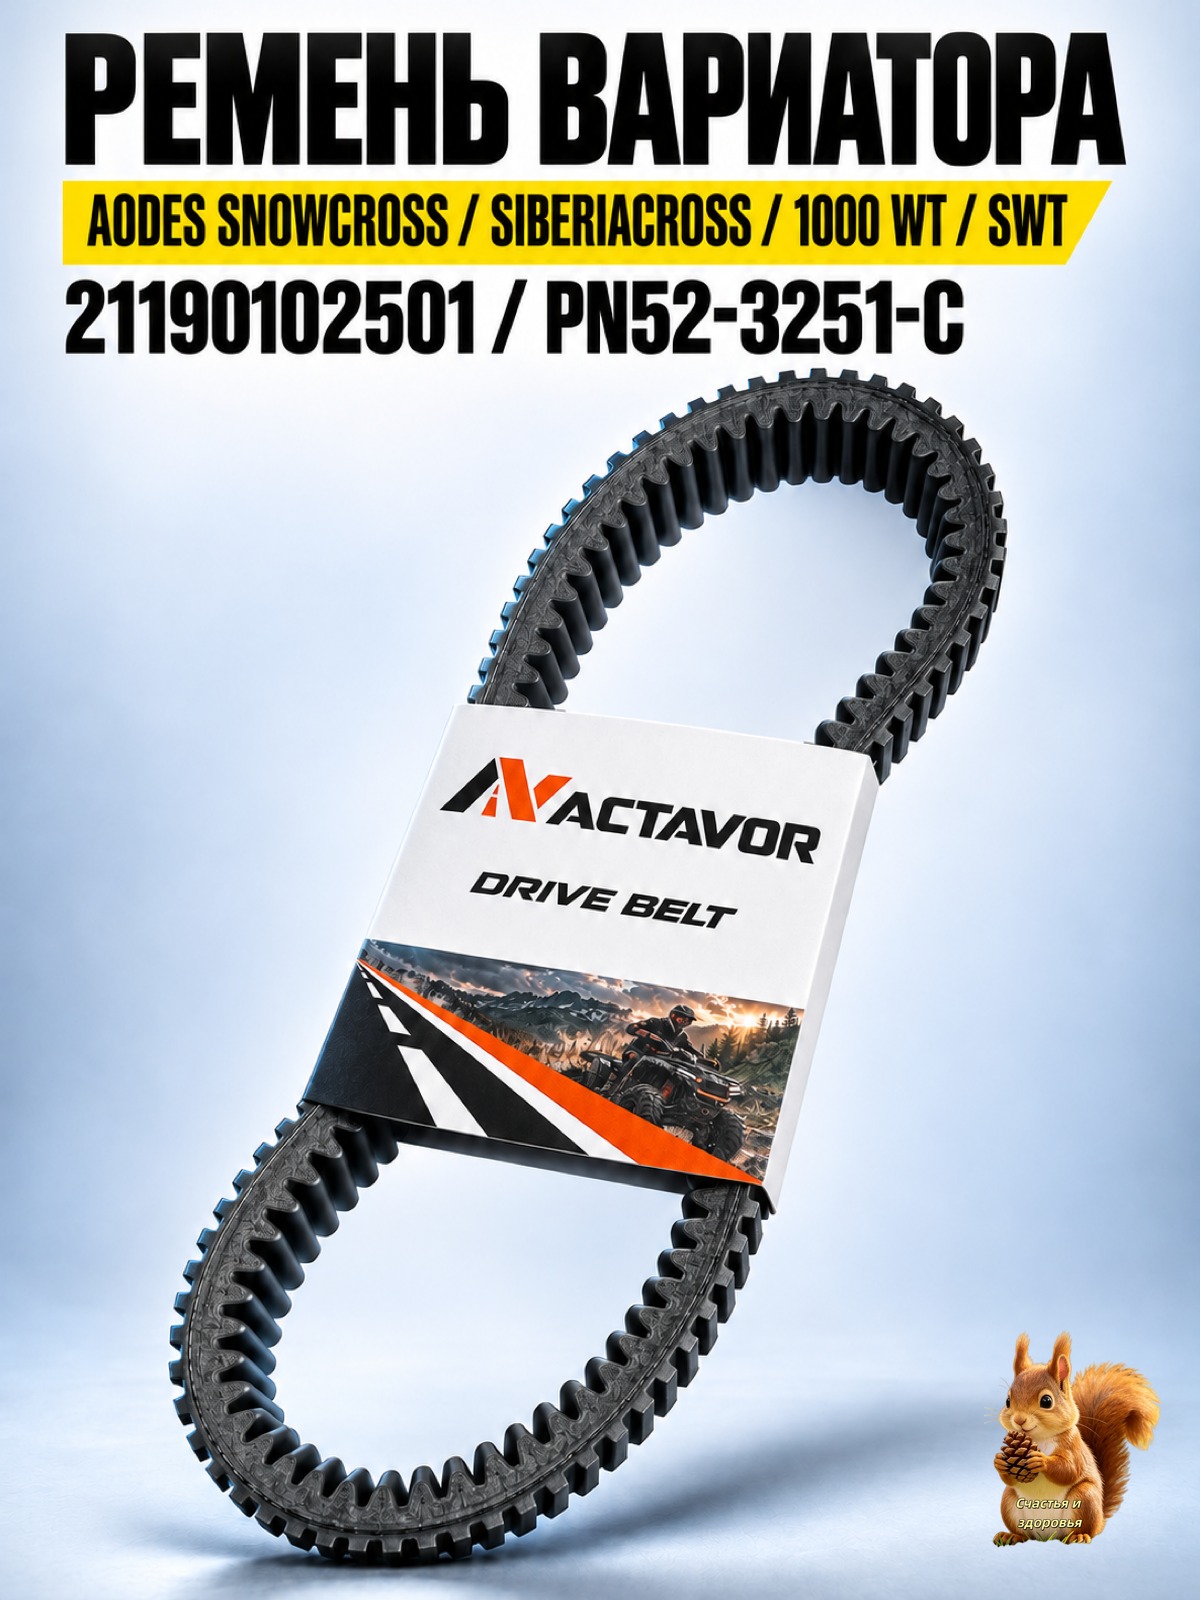 РЕМЕНЬ ВАРИАТОРА
AODES SNOWCROSS / SIBERIACROSS / 1000 WT / SWT
21190102501 / PN52-3251-C
ACTAVOR
DRIVE BELT
Счастья и
здоровья